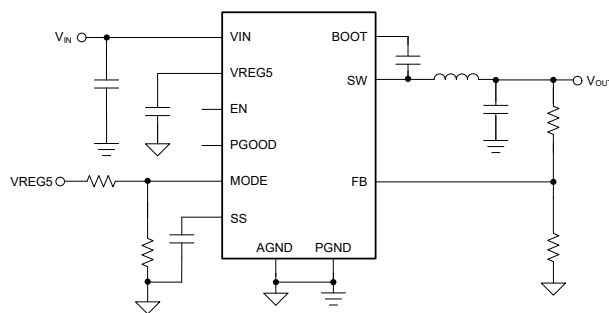 V_IN
VIN
BOOT
VREG5
SW
V_OUT
EN
PGOOD
VREG5
MODE
FB
SS
AGND
PGND